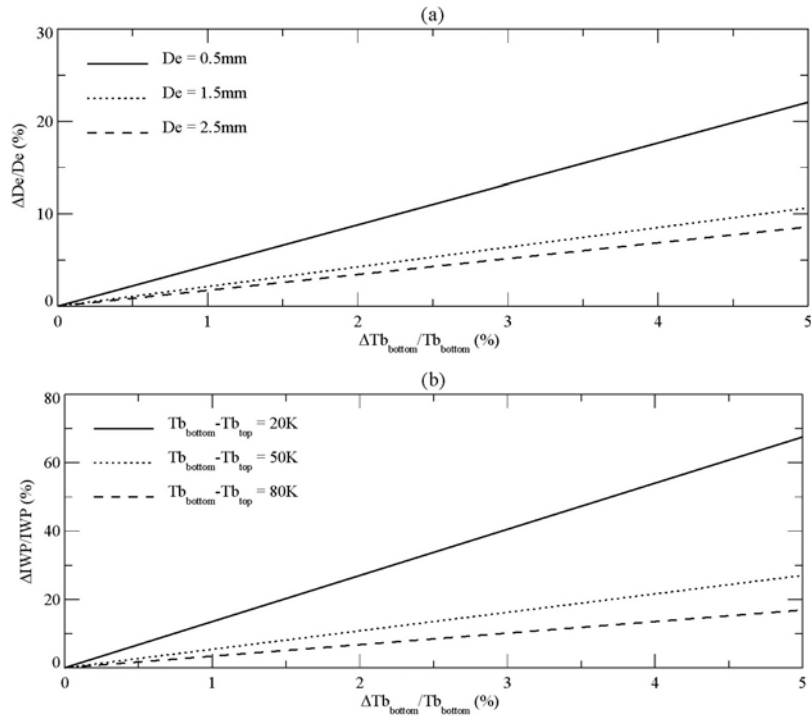 (a)
30
20
10
0
ΔDe/De (%)
De = 0.5mm
De = 1.5mm
De = 2.5mm
0 1 2 3 4 5
ΔTb_bottom/Tb_bottom (%)
(b)
80
60
40
20
0
ΔIWP/IWP (%)
Tb_bottom-Tb_top = 20K
Tb_bottom-Tb_top = 50K
Tb_bottom-Tb_top = 80K
0 1 2 3 4 5
ΔTb_bottom/Tb_bottom (%)